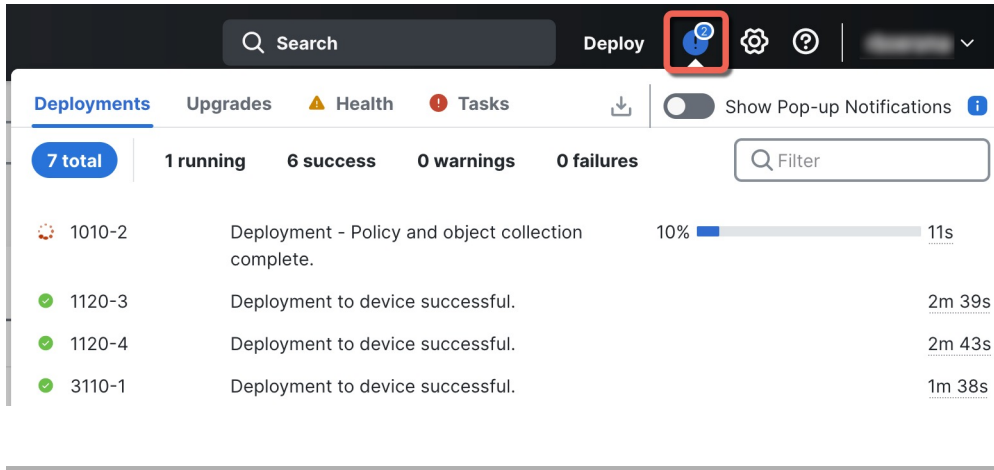 Search Deploy 2
Deployments Upgrades Health Tasks Show Pop-up Notifications
7 total 1 running 6 success 0 warnings 0 failures Filter
1010-2 Deployment - Policy and object collection 10% 11s
complete.
1120-3 Deployment to device successful. 2m 39s
1120-4 Deployment to device successful. 2m 43s
3110-1 Deployment to device successful. 1m 38s